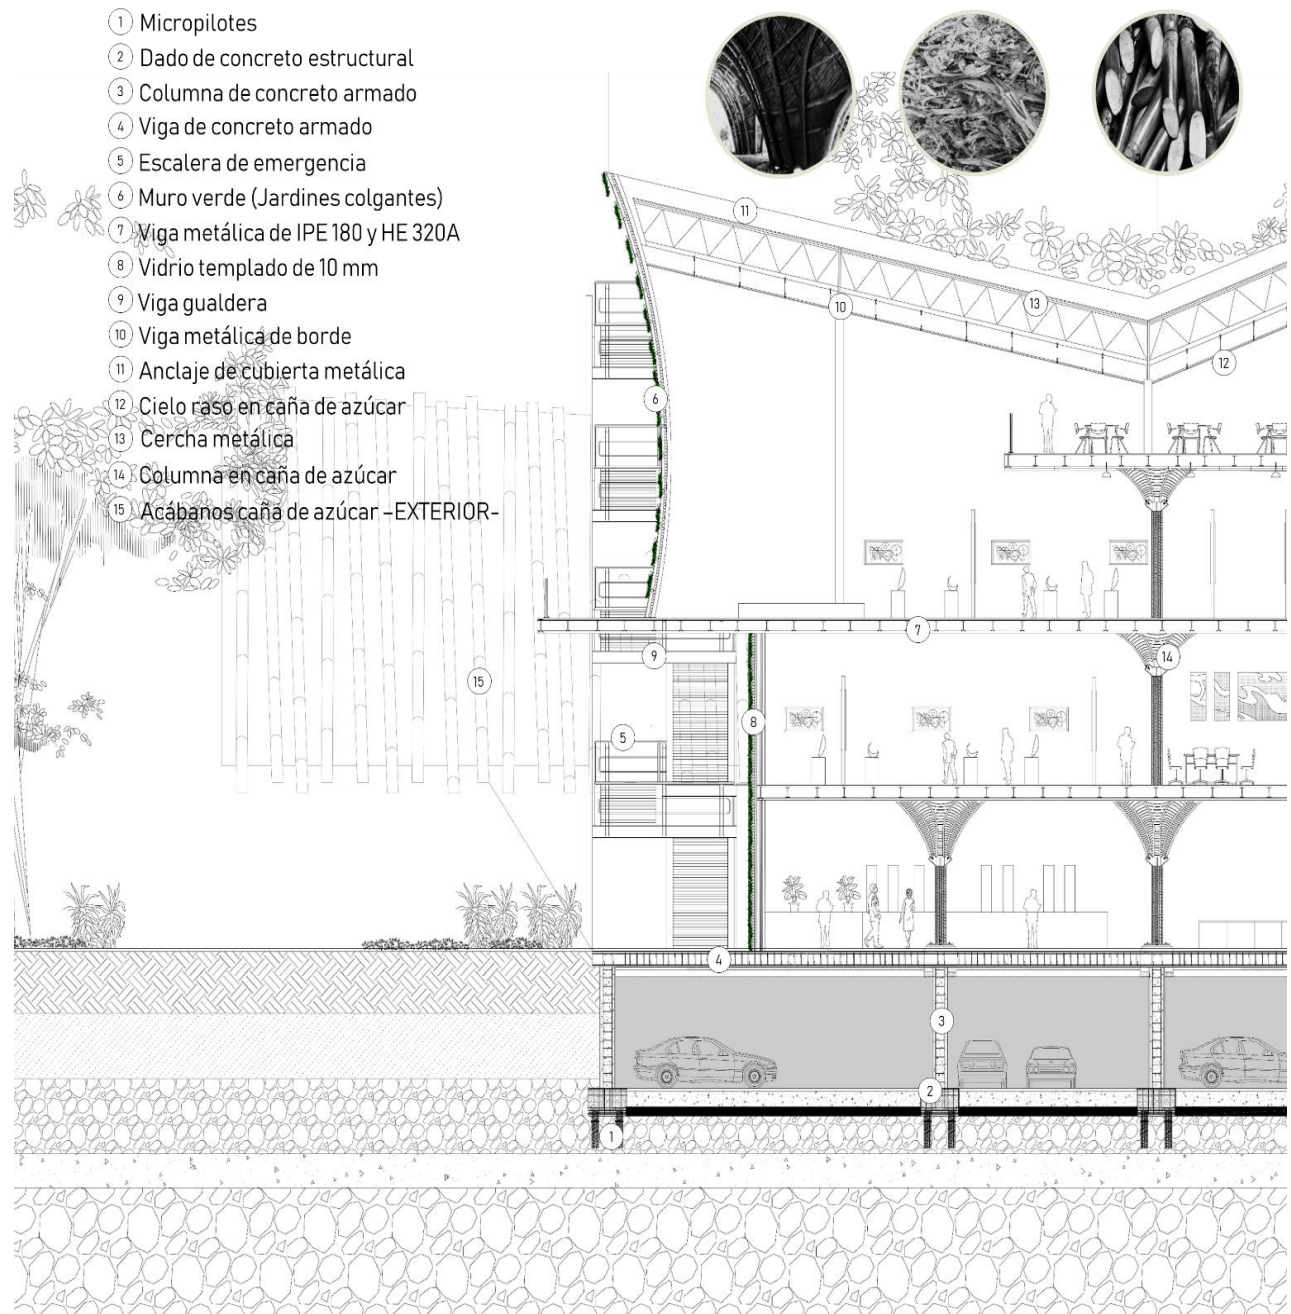 1 Micropilotes
2 Dado de concreto estructural
3 Columna de concreto armado
4 Viga de concreto armado
5 Escalera de emergencia
6 Muro verde (Jardines colgantes)
7 Viga metálica de IPE 180 y HE 320A
8 Vidrio templado de 10 mm
9 Viga gualdera
10 Viga metálica de borde
11 Anclaje de cubierta metálica
12 Cielo raso en caña de azúcar
13 Cercha metálica
14 Columna en caña de azúcar
15 Acábanos caña de azúcar -EXTERIOR-
11
13
10
12
6
7
9
14
15
8
5
4
3
2
1